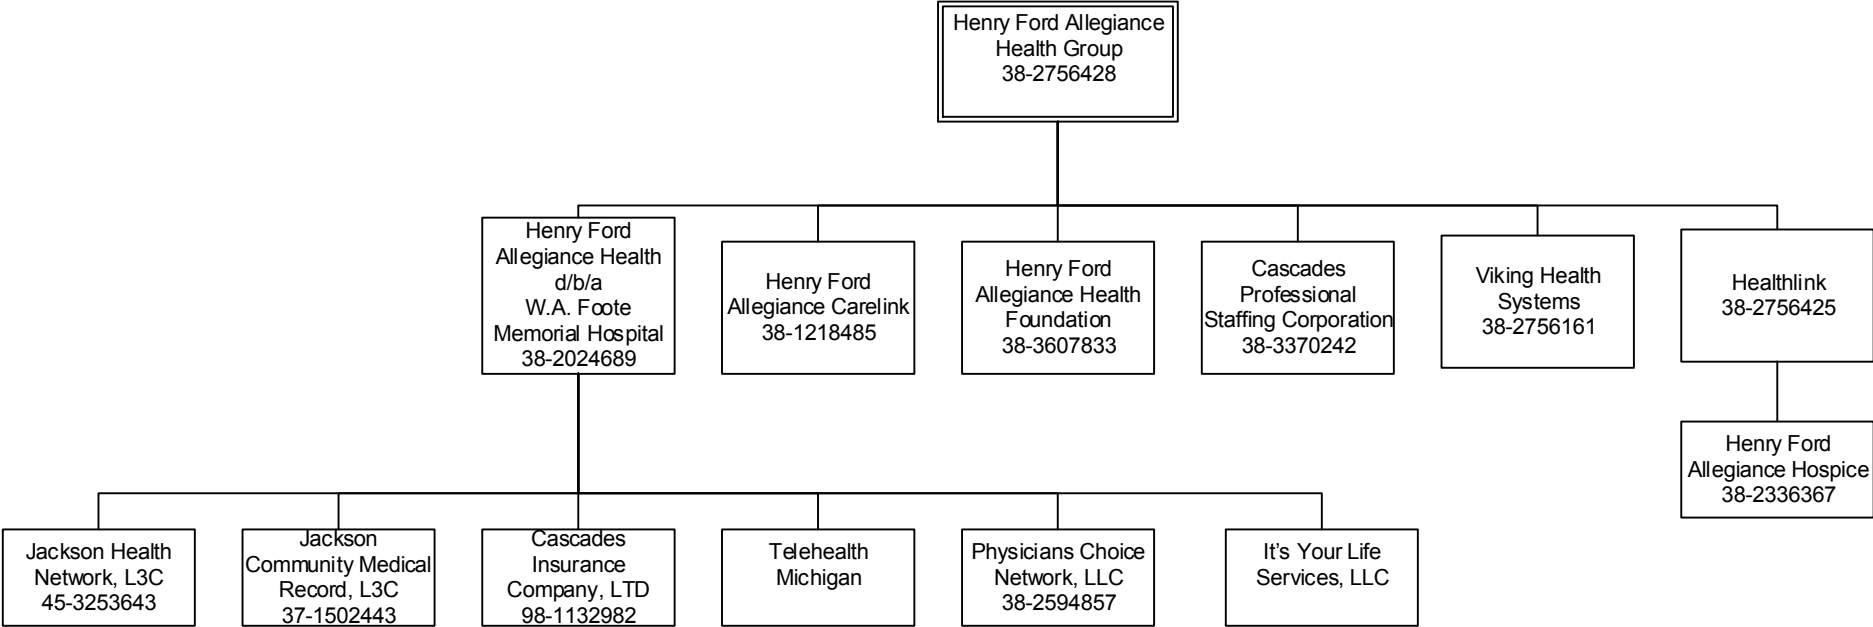 Henry Ford Allegiance
Health Group
38-2756428
Henry Ford
Allegiance Health
d/b/a
W.A. Foote
Memorial Hospital
38-2024689
Henry Ford
Allegiance Carelink
38-1218485
Henry Ford
Allegiance Health
Foundation
38-3607833
Cascades
Professional
Staffing Corporation
38-3370242
Viking Health
Systems
38-2756161
Healthlink
38-2756425
Henry Ford
Allegiance Hospice
38-2336367
Jackson Health
Network, L3C
45-3253643
Jackson
Community Medical
Record, L3C
37-1502443
Cascades
Insurance
Company, LTD
98-1132982
Telehealth
Michigan
Physicians Choice
Network, LLC
38-2594857
It’s Your Life
Services, LLC